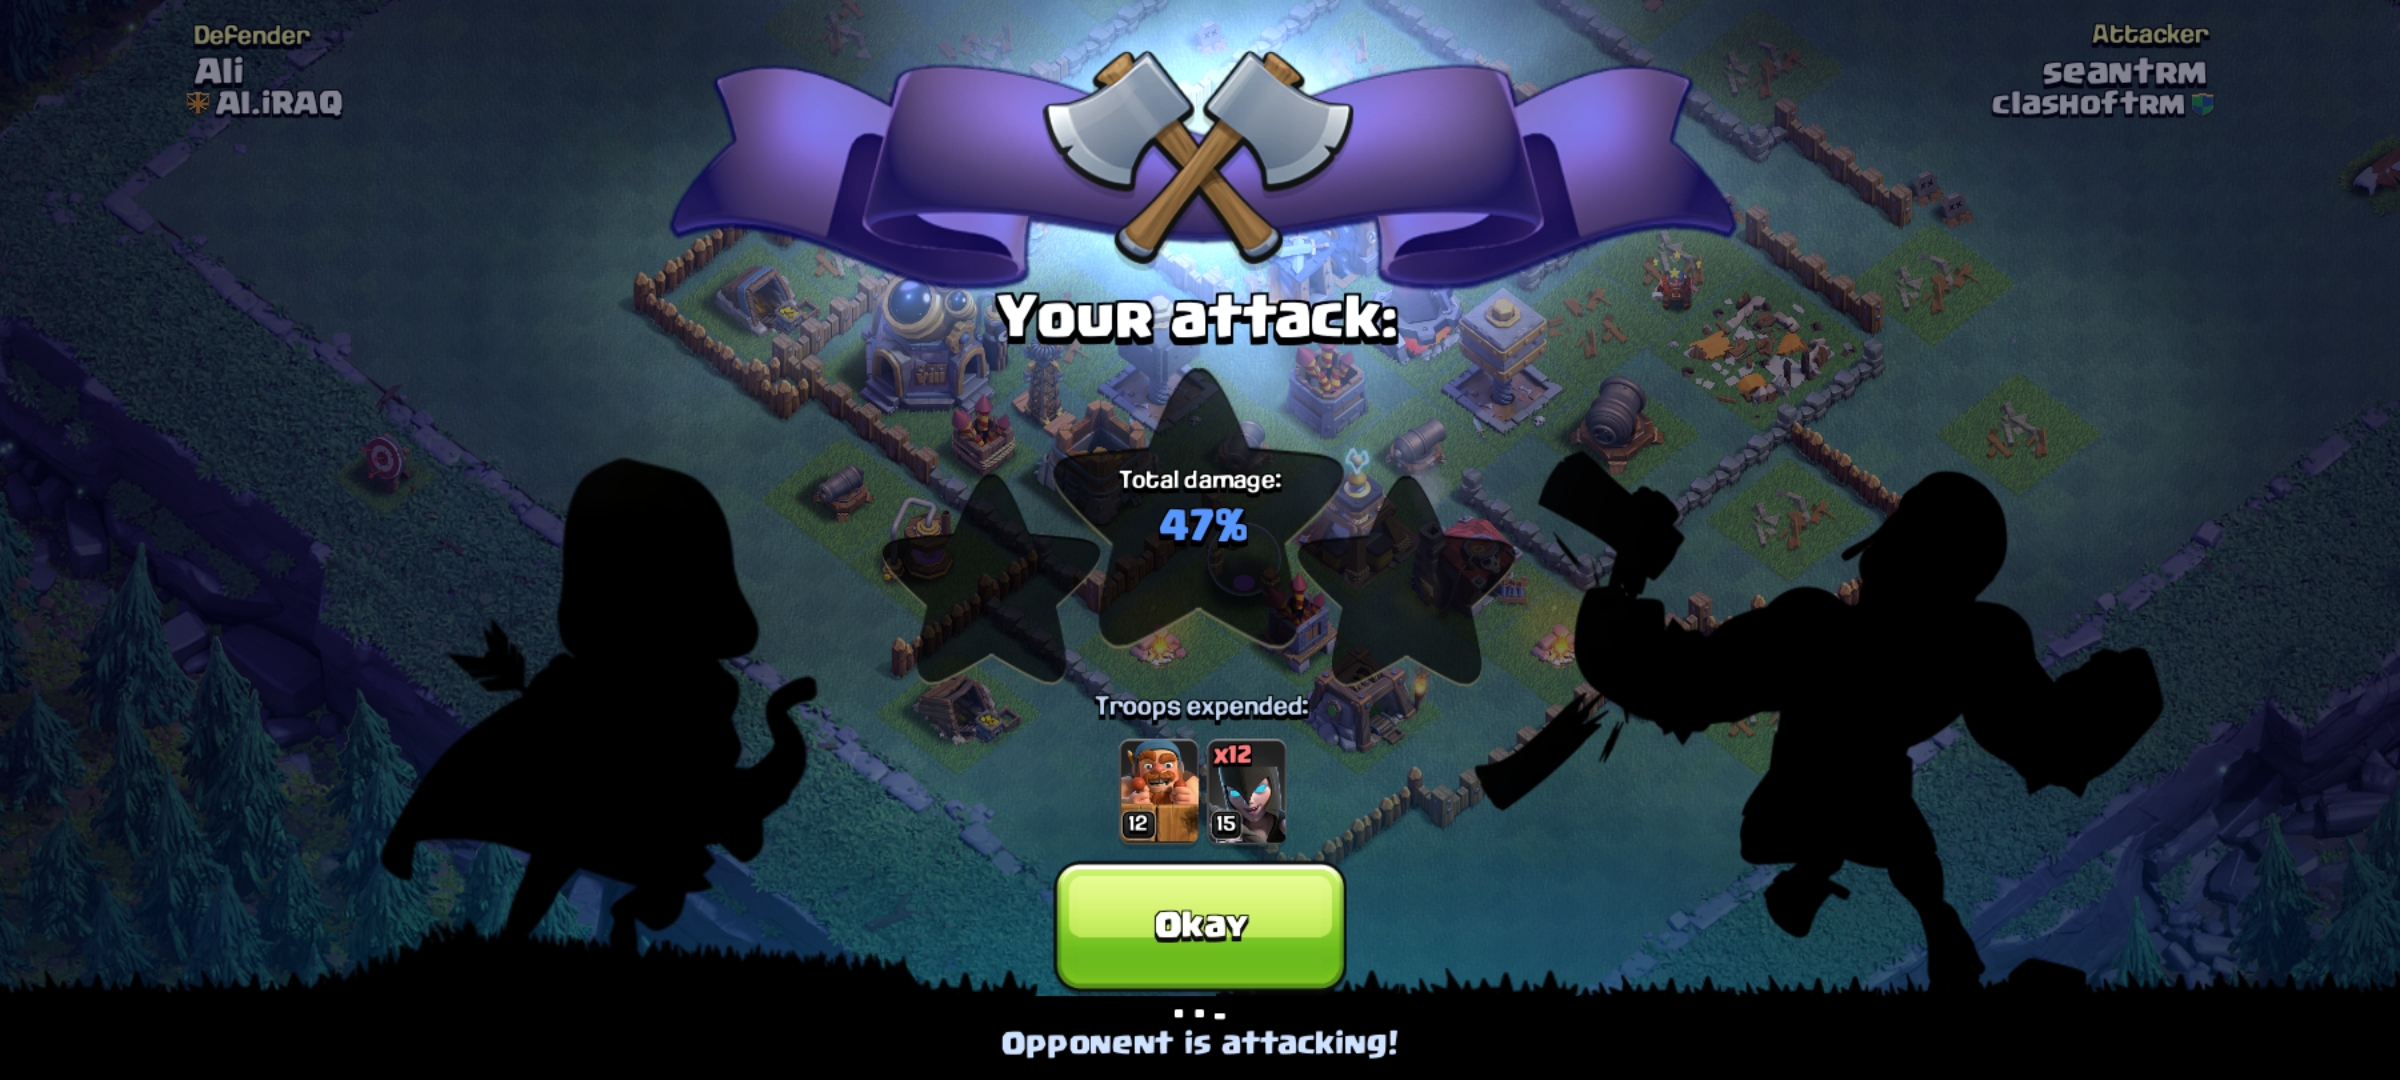 Defender
Ali
Al.iRAQ
Attacker
seantRM
clashoftRM
Your attack:
Total damage:
47%
Troops expended:
x12
12
15
Okay
Opponent is attacking!